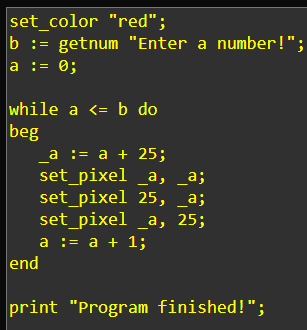 set_color "red";
b := getnum "Enter a number!";
a := 0;

while a <= b do
beg
   _a := a + 25;
   set_pixel _a, _a;
   set_pixel 25, _a;
   set_pixel _a, 25;
   a := a + 1;
end

print "Program finished!";